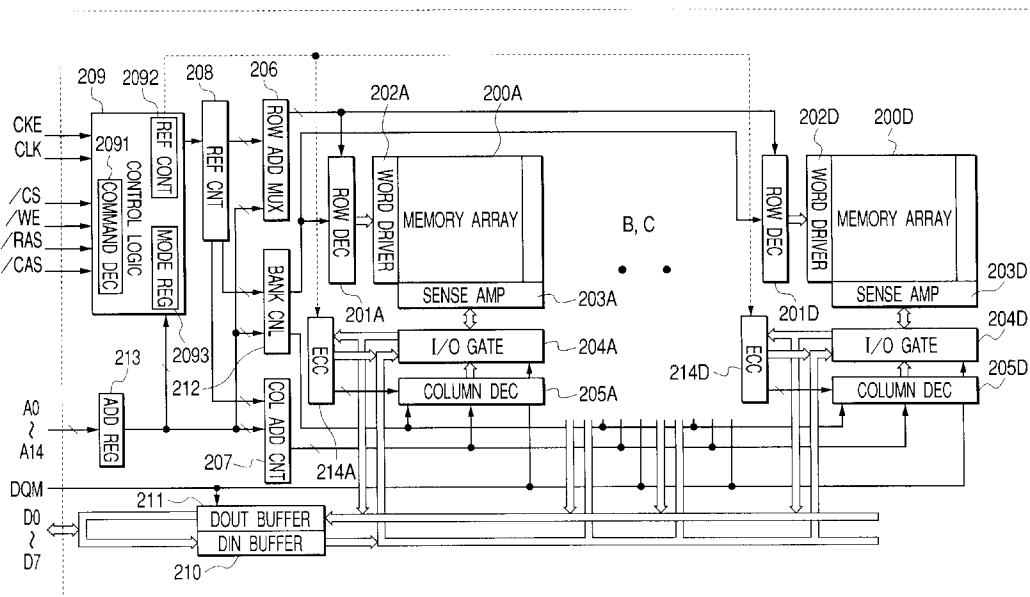 209
2092
208
206
202A
200A
202D
200D
CKE
CLK
/CS
/WE
/RAS
/CAS
2091
COMMAND DEC
CONTROL LOGIC
REF CONT
MODE REG
REF CNT
ROW ADD MUX
ROW DEC
WORD DRIVER
MEMORY ARRAY
B, C
ROW DEC
WORD DRIVER
MEMORY ARRAY
BANK CNL
SENSE AMP
203A
201A
SENSE AMP
203D
201D
2093
212
ECC
I/O GATE
204A
214D
ECC
I/O GATE
204D
213
COLUMN DEC
205A
COLUMN DEC
205D
A0
~
A14
ADD REG
COL ADD CNT
207
214A
DQM
211
D0
~
D7
DOUT BUFFER
DIN BUFFER
210